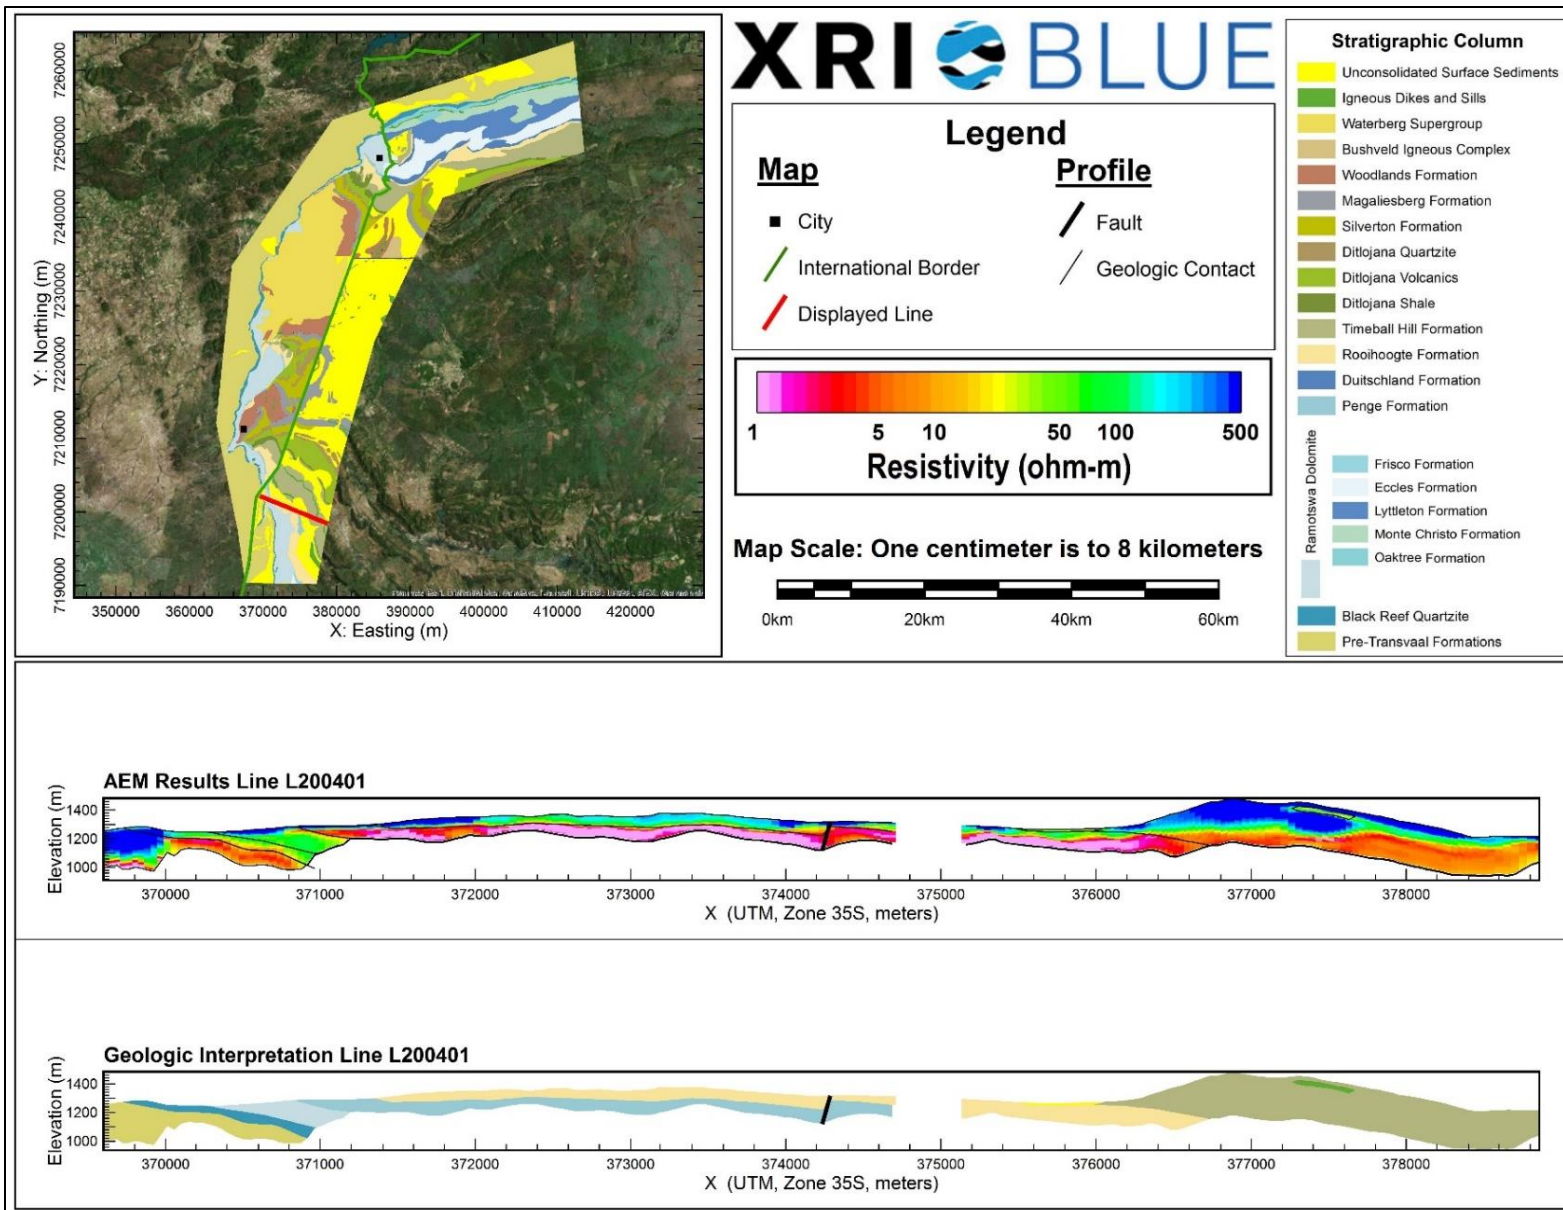 XRI BLUE
7260000
7250000
7240000
7230000
7220000
7210000
7200000
7190000
Y: Northing (m)
350000 360000 370000 380000 390000 400000 410000 420000
X: Easting (m)
Legend
Map
City
International Border
Displayed Line
Profile
Fault
Geologic Contact
1 5 10 50 100 500
Resistivity (ohm-m)
Map Scale: One centimeter is to 8 kilometers
0km 20km 40km 60km
Stratigraphic Column
Unconsolidated Surface Sediments
Igneous Dikes and Sills
Waterberg Supergroup
Bushveld Igneous Complex
Woodlands Formation
Magaliesberg Formation
Silverton Formation
Ditlojana Quartzite
Ditlojana Volcanics
Ditlojana Shale
Timeball Hill Formation
Rooihoogte Formation
Duitschland Formation
Penge Formation
Ramotswa Dolomite
Frisco Formation
Eccles Formation
Lyttleton Formation
Monte Christo Formation
Oaktree Formation
Black Reef Quartzite
Pre-Transvaal Formations
AEM Results Line L200401
Elevation (m)
1400
1200
1000
370000 371000 372000 373000 374000 375000 376000 377000 378000
X (UTM, Zone 35S, meters)
Geologic Interpretation Line L200401
Elevation (m)
1400
1200
1000
370000 371000 372000 373000 374000 375000 376000 377000 378000
X (UTM, Zone 35S, meters)